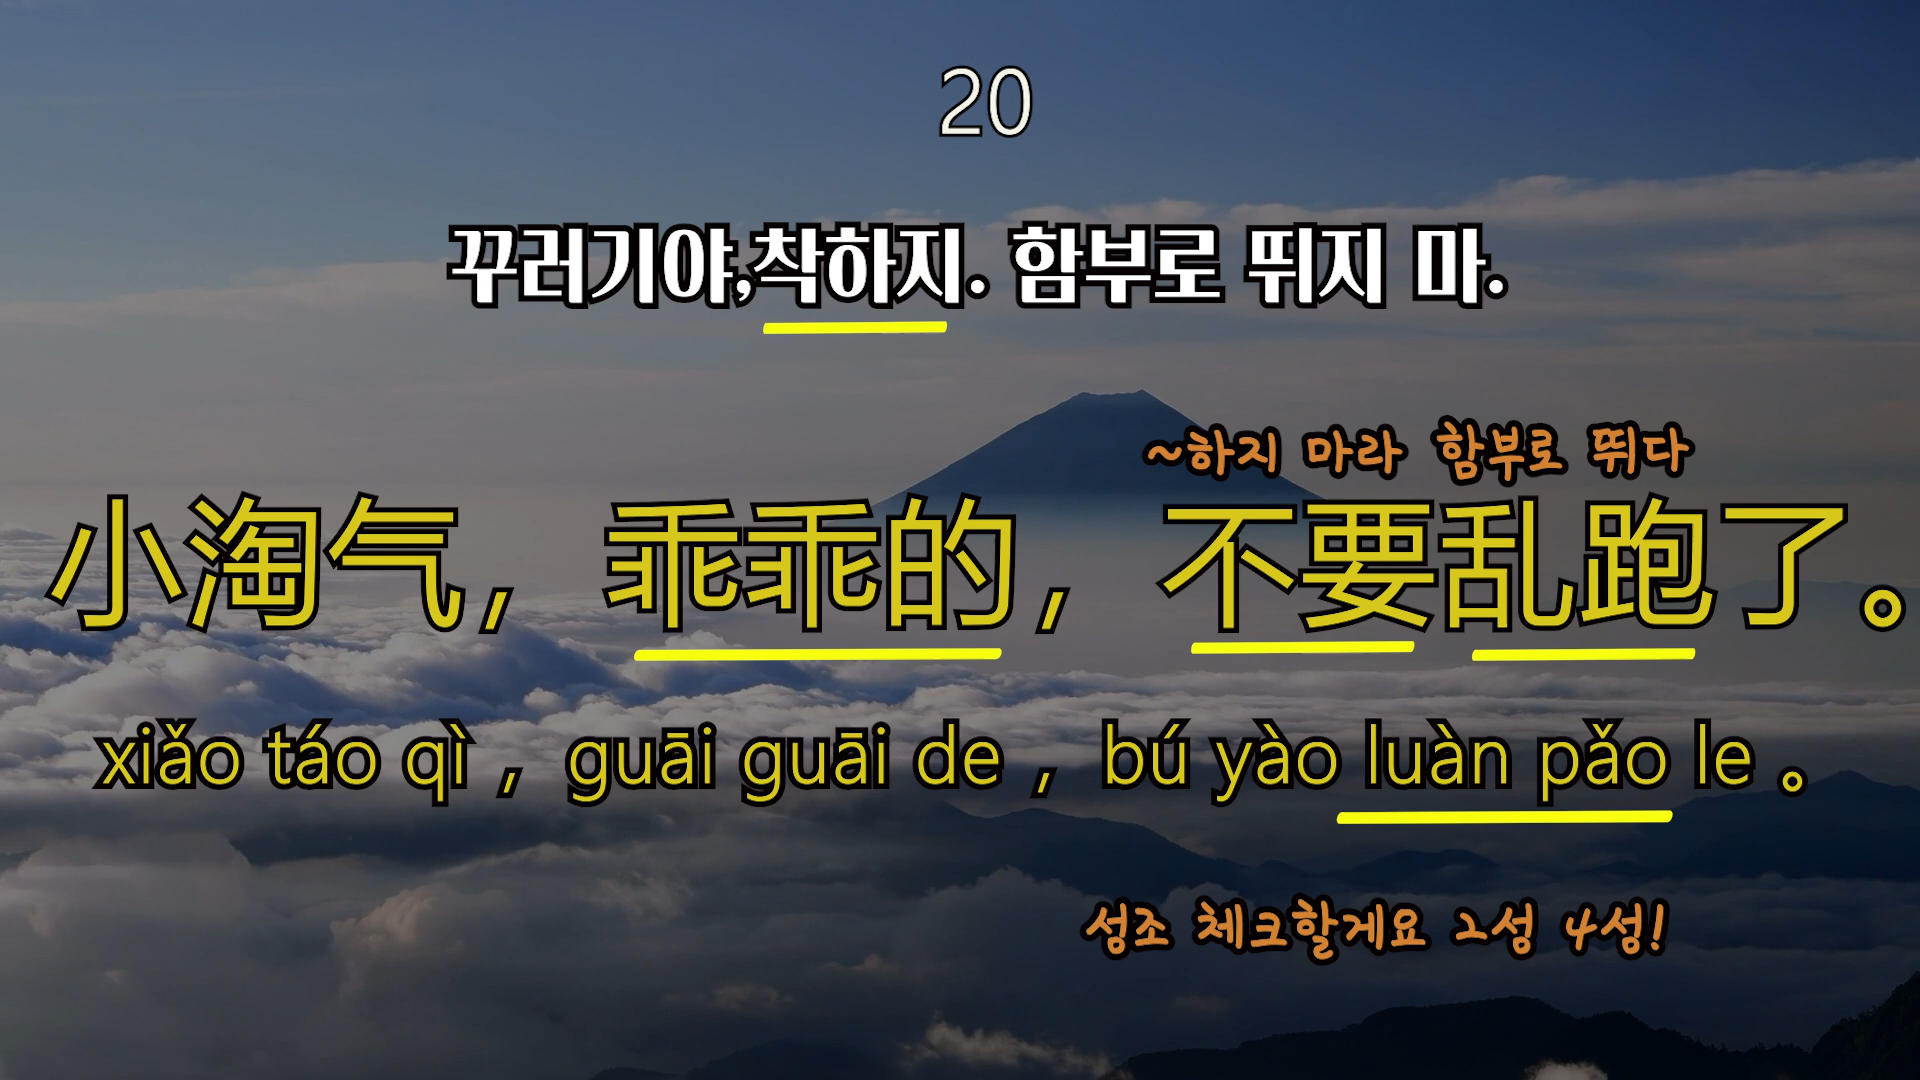 20
꾸러기야,착하지. 함부로 뛰지 마.
~하지 마라 함부로 뛰다
小淘气，乖乖的，不要乱跑了。
xiǎo táo qì ，guāi guāi de ，bú yào luàn pǎo le 。
성조 체크할게요 2성 4성!